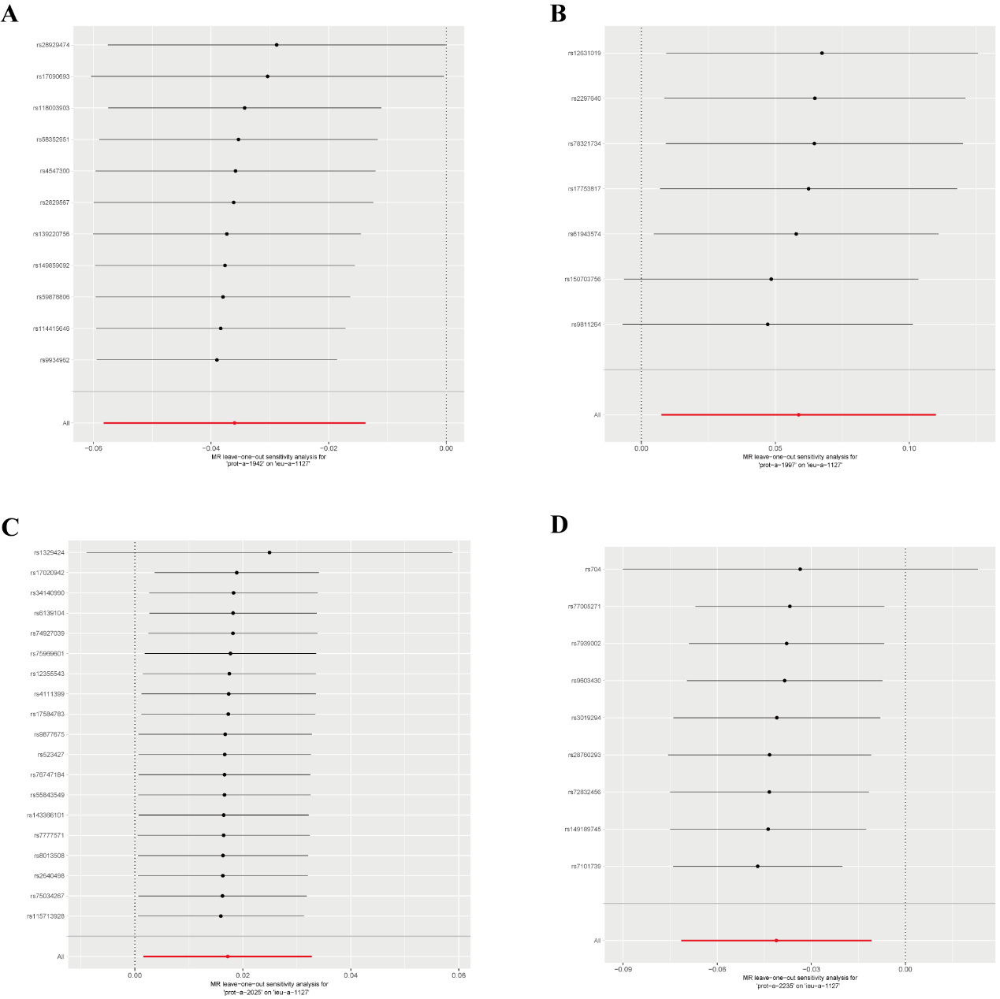 A
rs28929474
rs17090693
rs118003903
rs58352951
rs4547300
rs2829567
rs139220756
rs149859092
rs59878806
rs114415646
rs9934962
All
−0.06 −0.04 −0.02 0.00
MR leave−one−out sensitivity analysis for
'prot−a−1942' on 'ieu−a−1127'
B
rs12631019
rs2297640
rs78321734
rs17753817
rs61943574
rs150703756
rs9811264
All
0.00 0.05 0.10
MR leave−one−out sensitivity analysis for
'prot−a−1997' on 'ieu−a−1127'
C
rs1329424
rs17020942
rs34140990
rs6139104
rs74927039
rs75969601
rs12355543
rs4111399
rs17584783
rs9877675
rs523427
rs76747184
rs55843549
rs143366101
rs7777571
rs8013508
rs2640498
rs75034267
rs115713928
All
0.00 0.02 0.04 0.06
MR leave−one−out sensitivity analysis for
'prot−a−2025' on 'ieu−a−1127'
D
rs704
rs77005271
rs7939002
rs9603430
rs3019294
rs28760293
rs72832456
rs149189745
rs7101739
All
−0.09 −0.06 −0.03 0.00
MR leave−one−out sensitivity analysis for
'prot−a−2235' on 'ieu−a−1127'